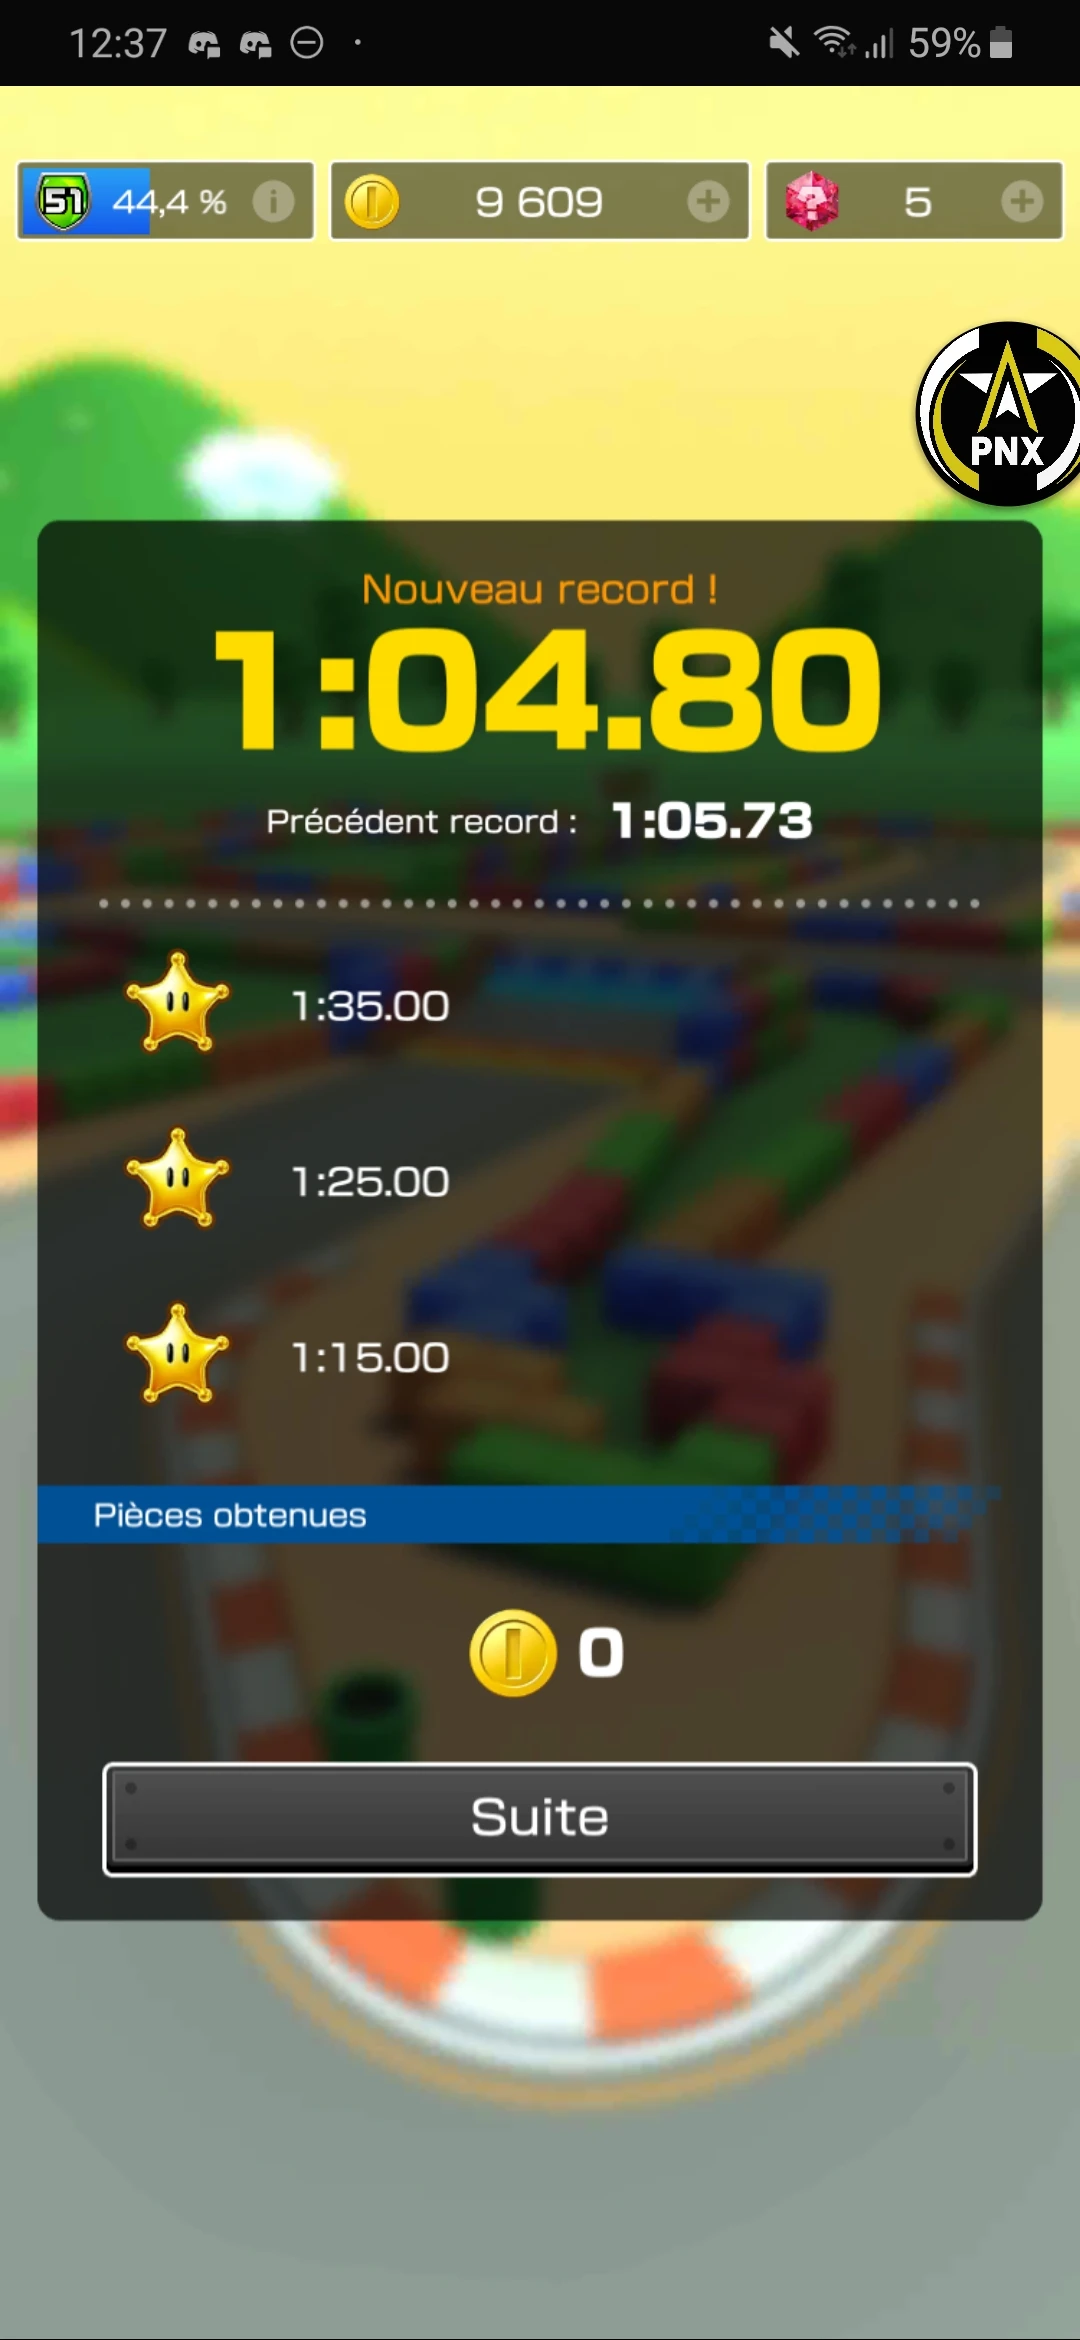 12:37 59%
51 44,4 % 9 609 5
PNX
Nouveau record !
1:04.80
Précédent record : 1:05.73
1:35.00
1:25.00
1:15.00
Pièces obtenues
0
Suite